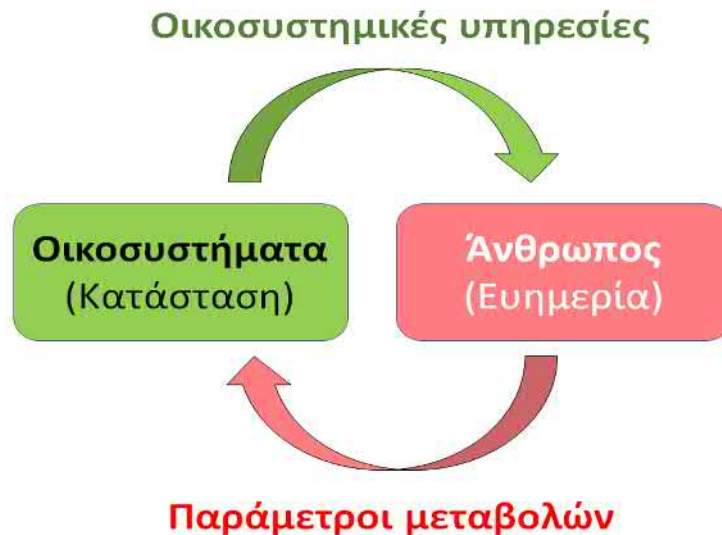 Οικοσυστημικές υπηρεσίες
Οικοσυστήματα
(Κατάσταση)
Άνθρωπος
(Ευημερία)
Παράμετροι μεταβολών